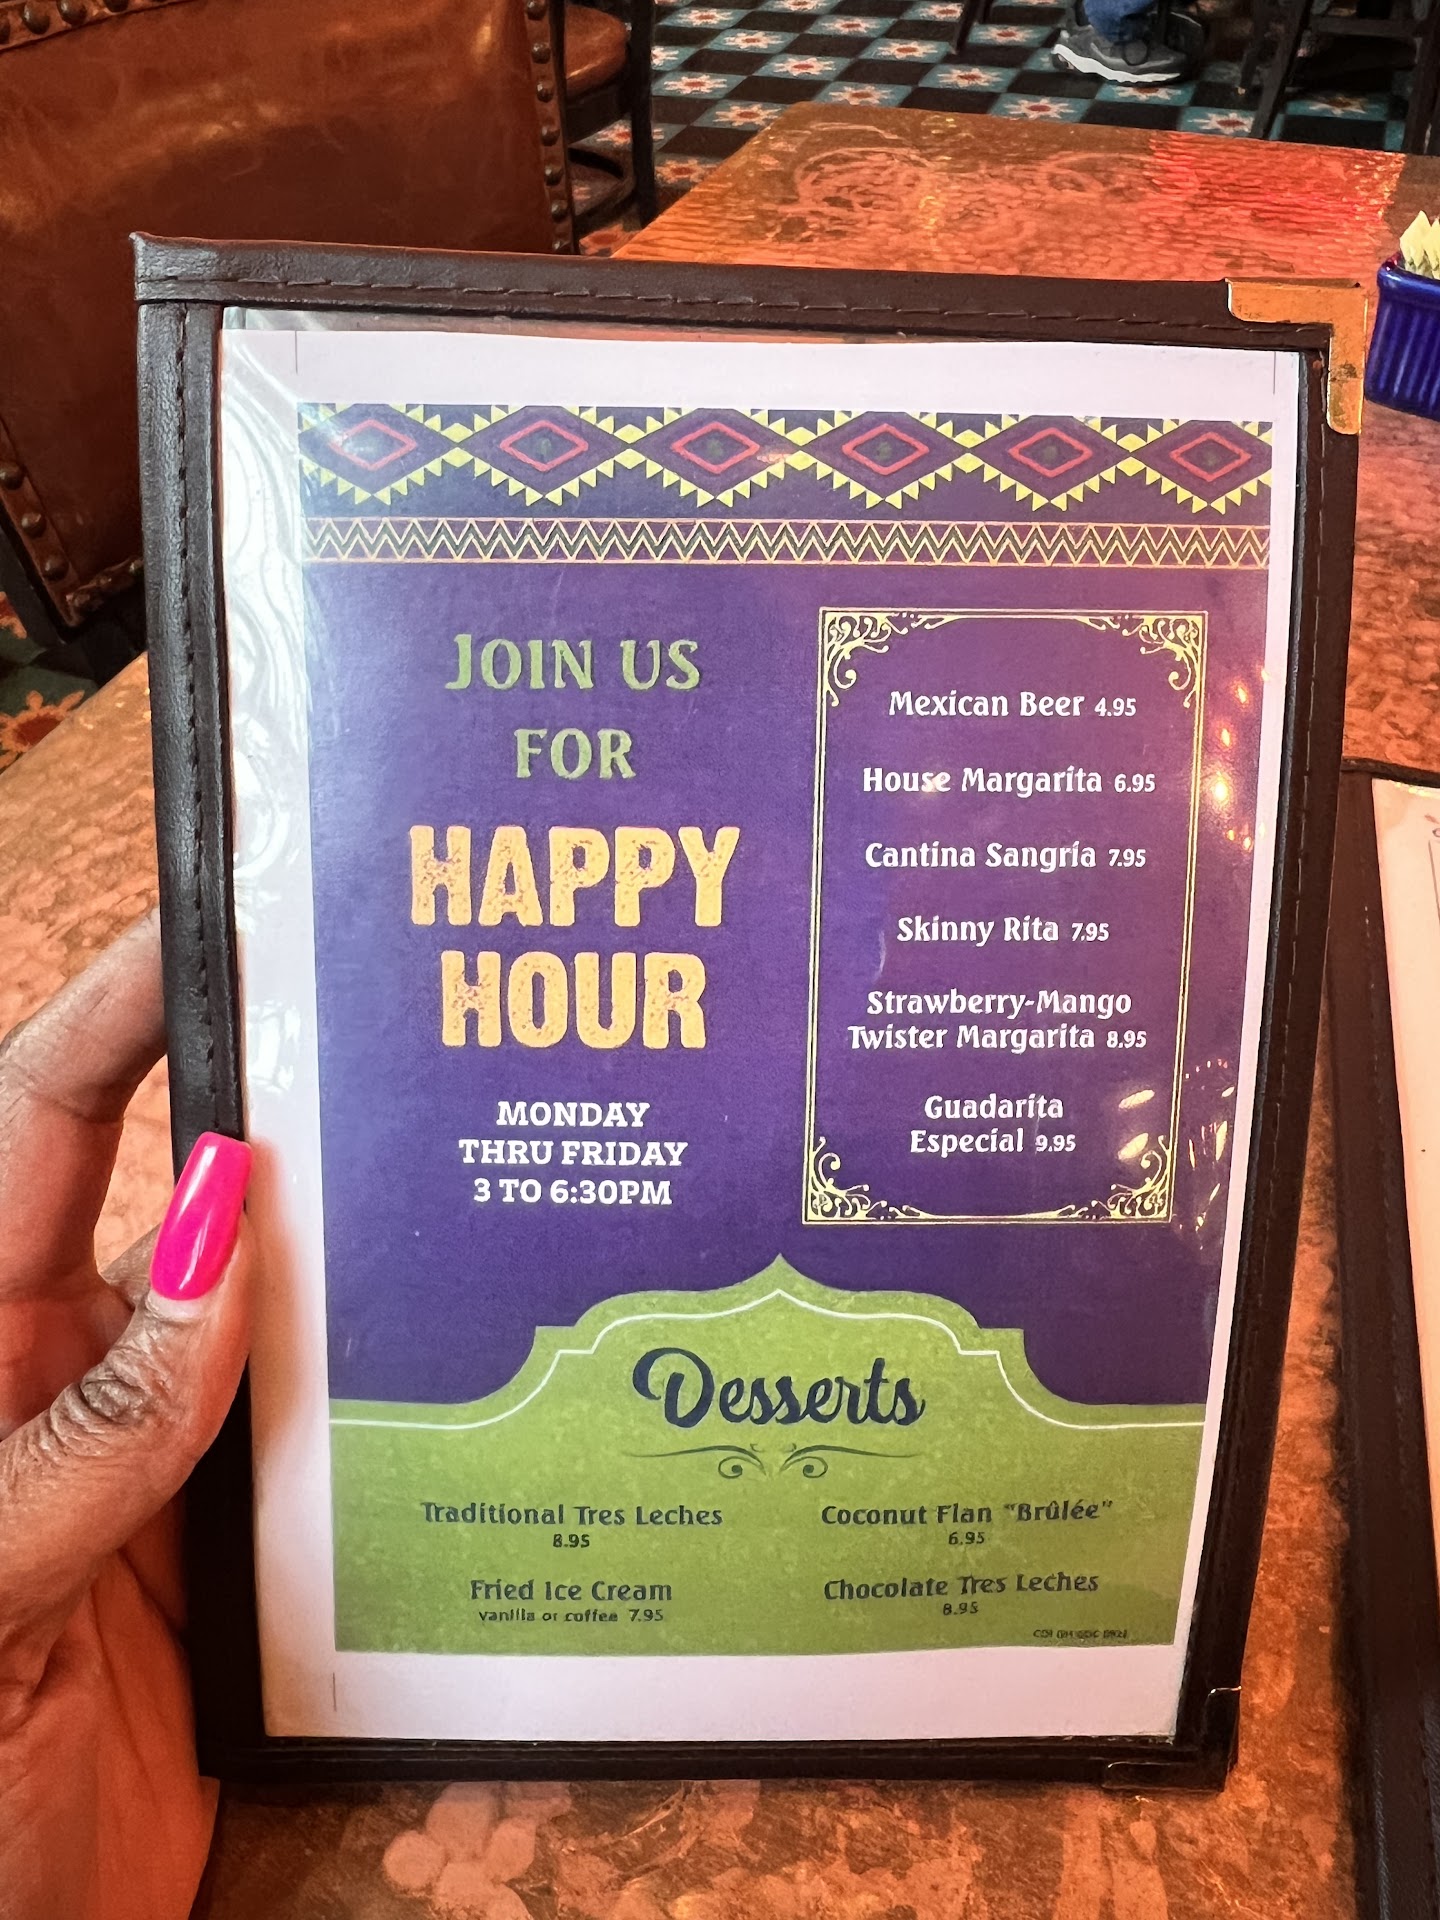 JOIN US
FOR
HAPPY
HOUR
MONDAY
THRU FRIDAY
3 TO 6:30PM
Mexican Beer 4.95
House Margarita 6.95
Cantina Sangria 7.95
Skinny Rita 7.95
Strawberry-Mango
Twister Margarita 8.95
Guadarita
Especial 9.95
Desserts
Traditional Tres Leches
8.95
Coconut Flan "Brûlée"
6.95
Fried Ice Cream
vanilla or coffee 7.95
Chocolate Tres Leches
8.95